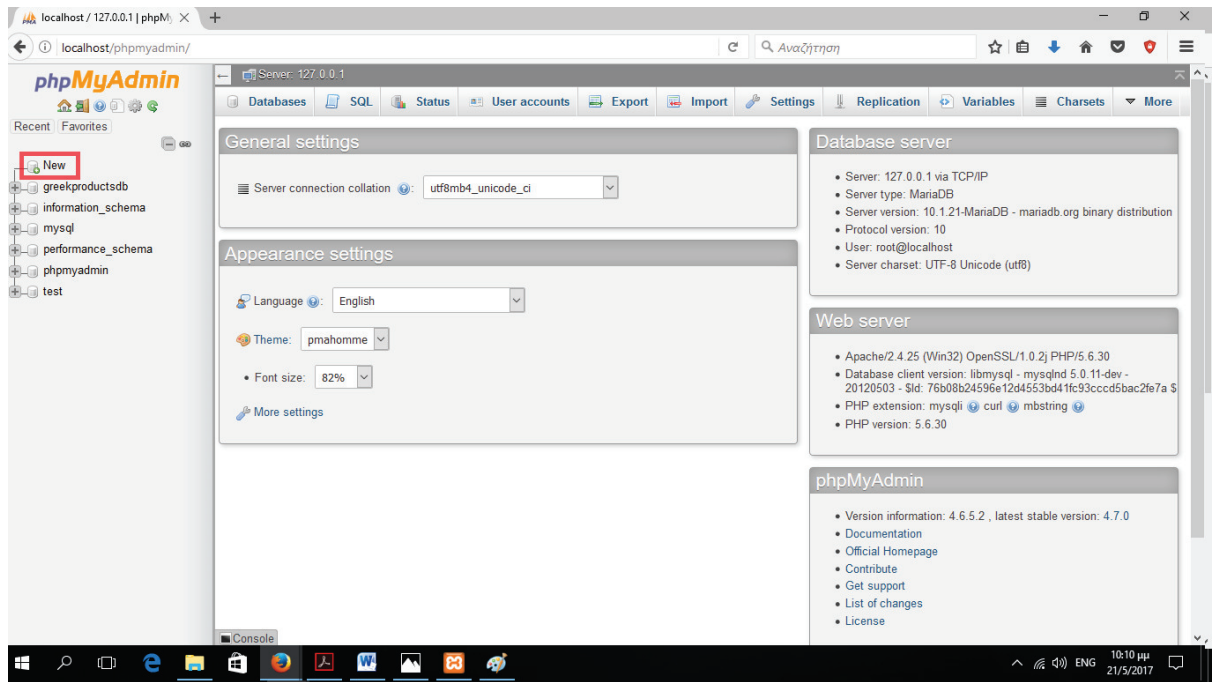 localhost / 127.0.0.1 | phpM
localhost/phpmyadmin/
Αναζήτηση
phpMyAdmin
Recent Favorites
New
greekproductsdb
information_schema
mysql
performance_schema
phpmyadmin
test
Server: 127.0.0.1
Databases SQL Status User accounts Export Import Settings Replication Variables Charsets More
General settings
Server connection collation : utf8mb4_unicode_ci
Appearance settings
Language : English
Theme: pmahomme
• Font size: 82%
More settings
Database server
• Server: 127.0.0.1 via TCP/IP
• Server type: MariaDB
• Server version: 10.1.21-MariaDB - mariadb.org binary distribution
• Protocol version: 10
• User: root@localhost
• Server charset: UTF-8 Unicode (utf8)
Web server
• Apache/2.4.25 (Win32) OpenSSL/1.0.2j PHP/5.6.30
• Database client version: libmysql - mysqlnd 5.0.11-dev -
20120503 - $Id: 76b08b24596e12d4553bd41fc93cccd5bac2fe7a $
• PHP extension: mysqli curl mbstring
• PHP version: 5.6.30
phpMyAdmin
• Version information: 4.6.5.2 , latest stable version: 4.7.0
• Documentation
• Official Homepage
• Contribute
• Get support
• List of changes
• License
Console
ENG
10:10 μμ
21/5/2017